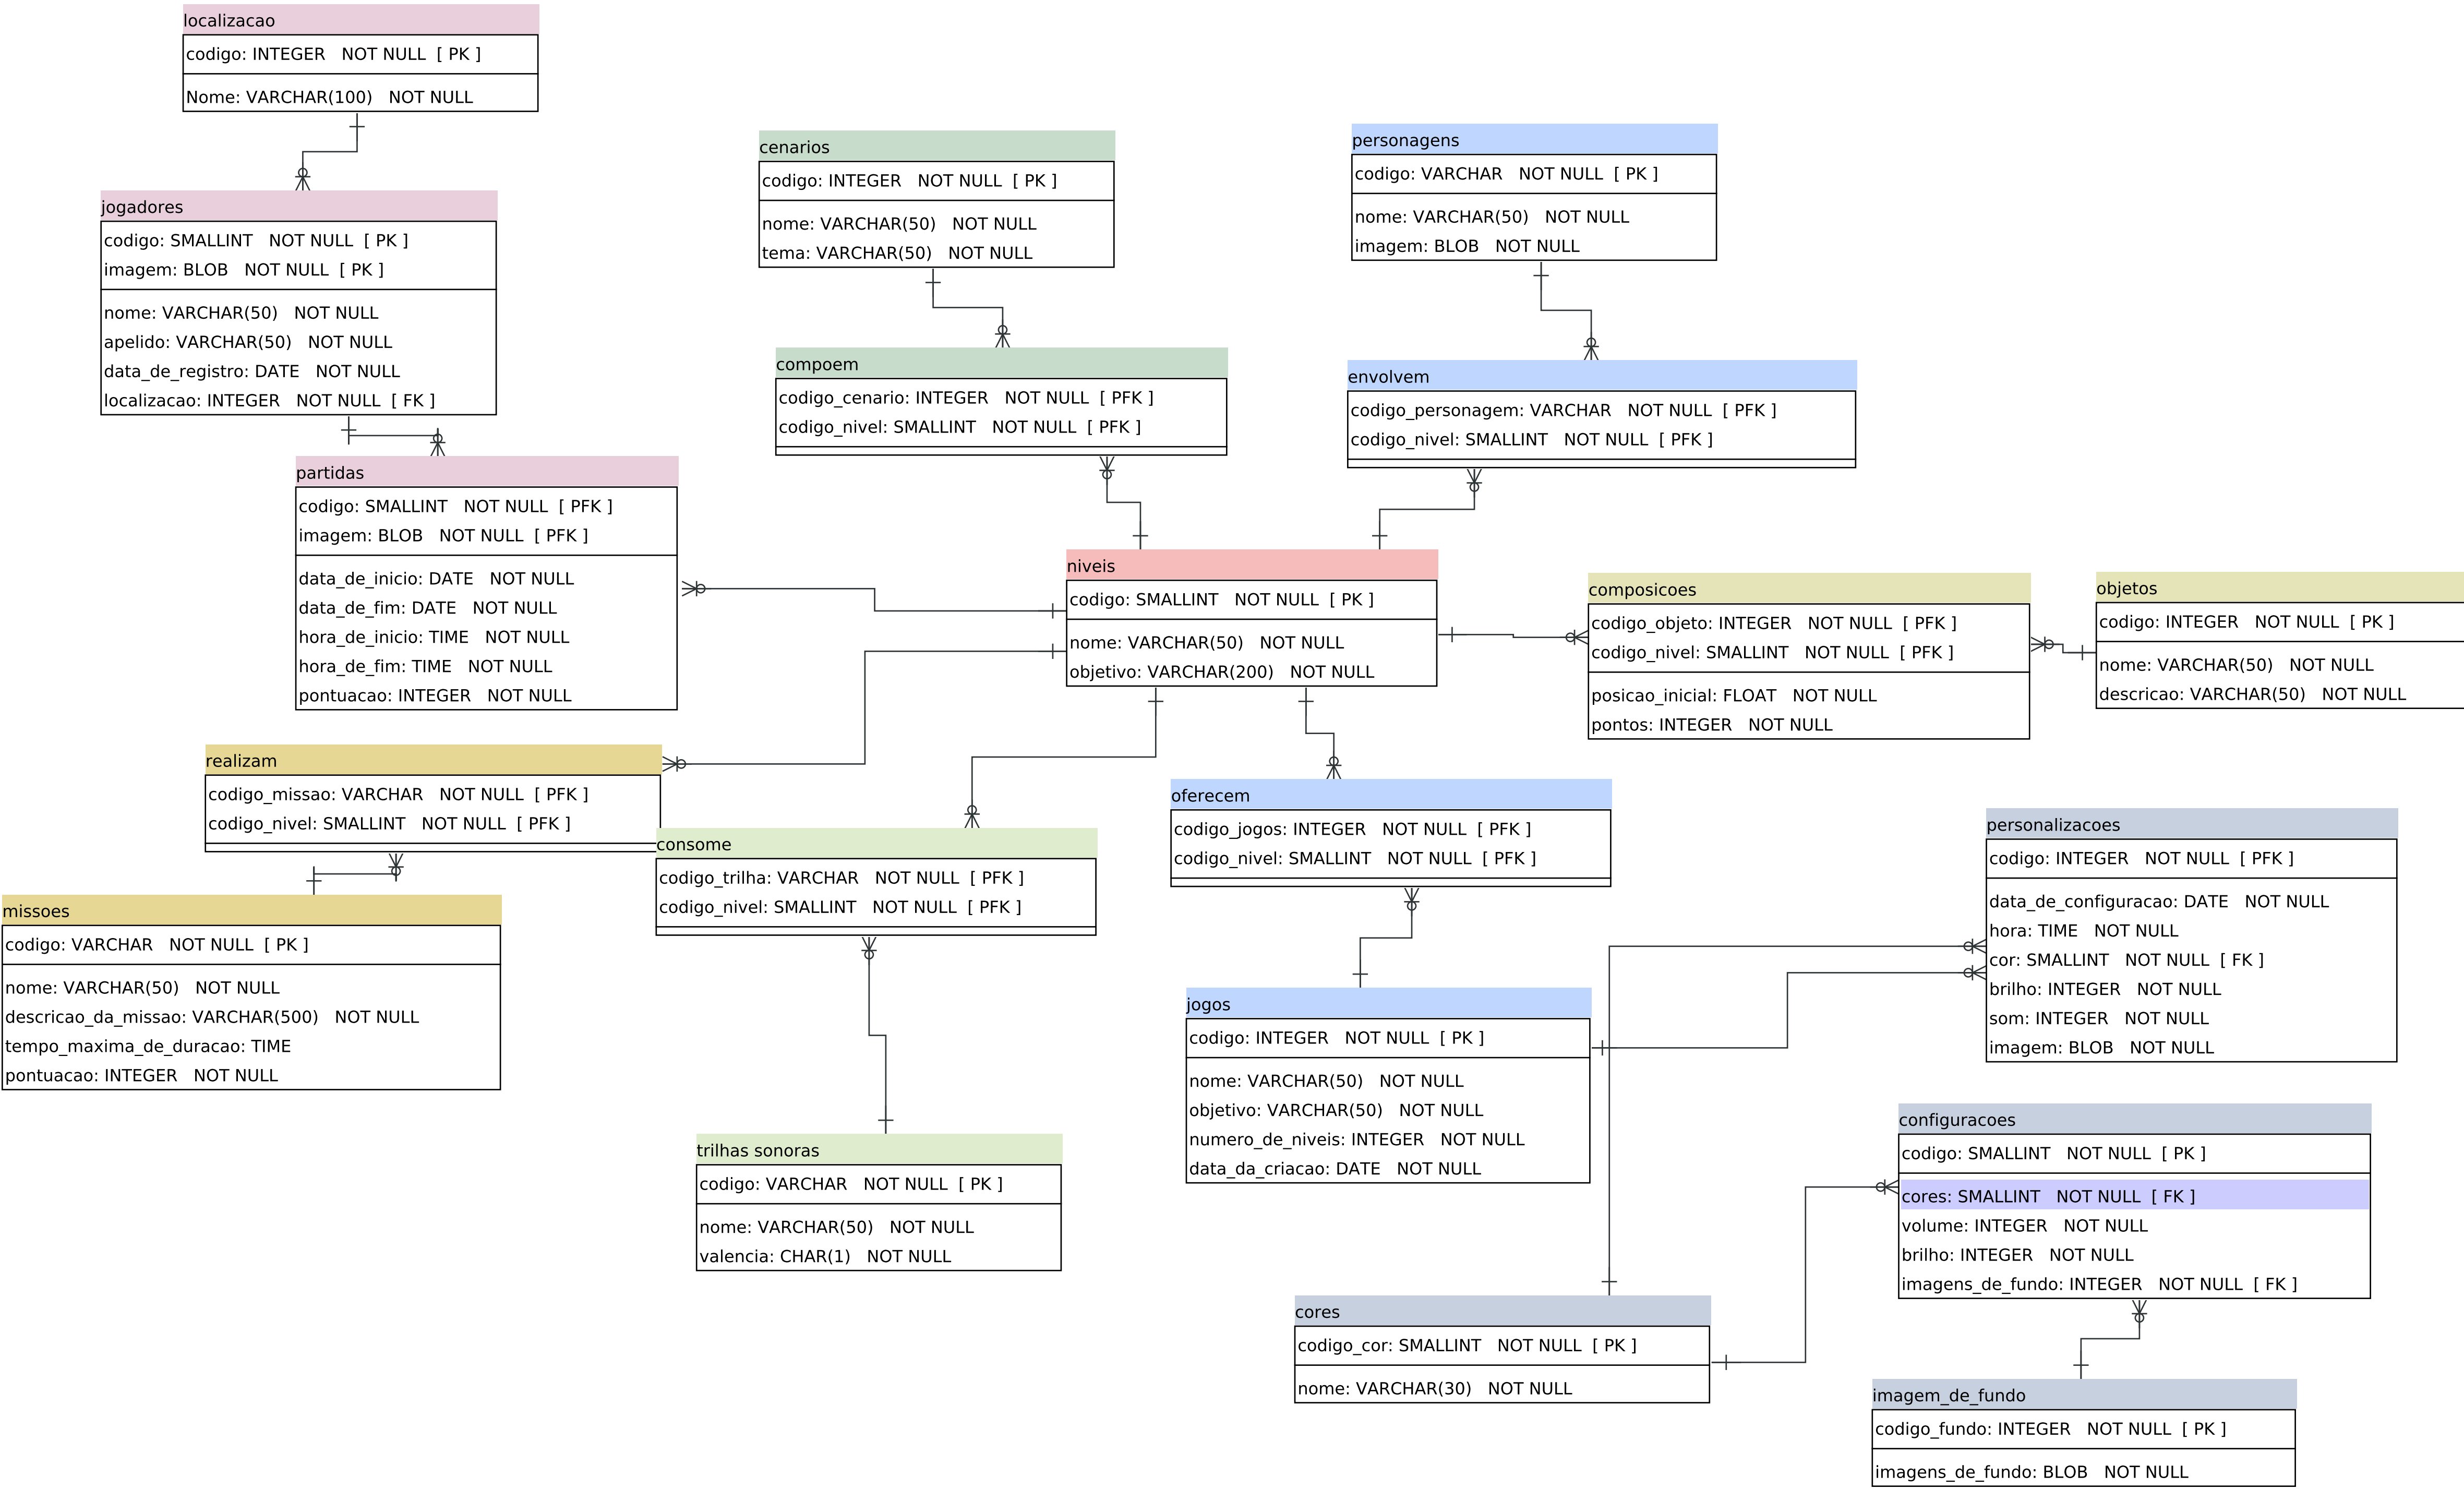 localizacao
codigo: INTEGER NOT NULL [ PK ]
Nome: VARCHAR(100) NOT NULL
jogadores
codigo: SMALLINT NOT NULL [ PK ]
imagem: BLOB NOT NULL [ PK ]
nome: VARCHAR(50) NOT NULL
apelido: VARCHAR(50) NOT NULL
data_de_registro: DATE NOT NULL
localizacao: INTEGER NOT NULL [ FK ]
cenarios
codigo: INTEGER NOT NULL [ PK ]
nome: VARCHAR(50) NOT NULL
tema: VARCHAR(50) NOT NULL
personagens
codigo: VARCHAR NOT NULL [ PK ]
nome: VARCHAR(50) NOT NULL
imagem: BLOB NOT NULL
compoem
codigo_cenario: INTEGER NOT NULL [ PFK ]
codigo_nivel: SMALLINT NOT NULL [ PFK ]
envolvem
codigo_personagem: VARCHAR NOT NULL [ PFK ]
codigo_nivel: SMALLINT NOT NULL [ PFK ]
partidas
codigo: SMALLINT NOT NULL [ PFK ]
imagem: BLOB NOT NULL [ PFK ]
data_de_inicio: DATE NOT NULL
data_de_fim: DATE NOT NULL
hora_de_inicio: TIME NOT NULL
hora_de_fim: TIME NOT NULL
pontuacao: INTEGER NOT NULL
niveis
codigo: SMALLINT NOT NULL [ PK ]
nome: VARCHAR(50) NOT NULL
objetivo: VARCHAR(200) NOT NULL
composicoes
codigo_objeto: INTEGER NOT NULL [ PFK ]
codigo_nivel: SMALLINT NOT NULL [ PFK ]
posicao_inicial: FLOAT NOT NULL
pontos: INTEGER NOT NULL
objetos
codigo: INTEGER NOT NULL [ PK ]
nome: VARCHAR(50) NOT NULL
descricao: VARCHAR(50) NOT NULL
realizam
codigo_missao: VARCHAR NOT NULL [ PFK ]
codigo_nivel: SMALLINT NOT NULL [ PFK ]
consome
codigo_trilha: VARCHAR NOT NULL [ PFK ]
codigo_nivel: SMALLINT NOT NULL [ PFK ]
oferecem
codigo_jogos: INTEGER NOT NULL [ PFK ]
codigo_nivel: SMALLINT NOT NULL [ PFK ]
personalizacoes
codigo: INTEGER NOT NULL [ PFK ]
data_de_configuracao: DATE NOT NULL
hora: TIME NOT NULL
cor: SMALLINT NOT NULL [ FK ]
brilho: INTEGER NOT NULL
som: INTEGER NOT NULL
imagem: BLOB NOT NULL
missoes
codigo: VARCHAR NOT NULL [ PK ]
nome: VARCHAR(50) NOT NULL
descricao_da_missao: VARCHAR(500) NOT NULL
tempo_maxima_de_duracao: TIME
pontuacao: INTEGER NOT NULL
jogos
codigo: INTEGER NOT NULL [ PK ]
nome: VARCHAR(50) NOT NULL
objetivo: VARCHAR(50) NOT NULL
numero_de_niveis: INTEGER NOT NULL
data_da_criacao: DATE NOT NULL
trilhas sonoras
codigo: VARCHAR NOT NULL [ PK ]
nome: VARCHAR(50) NOT NULL
valencia: CHAR(1) NOT NULL
configuracoes
codigo: SMALLINT NOT NULL [ PK ]
cores: SMALLINT NOT NULL [ FK ]
volume: INTEGER NOT NULL
brilho: INTEGER NOT NULL
imagens_de_fundo: INTEGER NOT NULL [ FK ]
cores
codigo_cor: SMALLINT NOT NULL [ PK ]
nome: VARCHAR(30) NOT NULL
imagem_de_fundo
codigo_fundo: INTEGER NOT NULL [ PK ]
imagens_de_fundo: BLOB NOT NULL